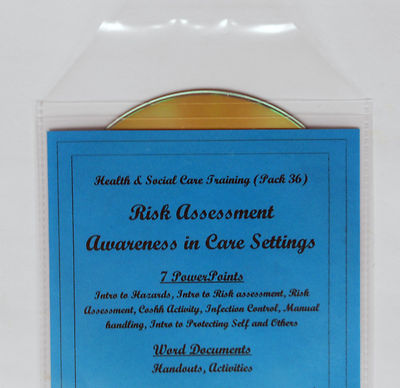 Health & Social Care Training (Pack 36)
Risk Assessment
Awareness in Care Settings
7 PowerPoints
Intro to Hazards, Intro to Risk assessment, Risk
Assessment, Coshh Activity, Infection Control, Manual
handling, Intro to Protecting Self and Others
Word Documents
Handouts, Activities